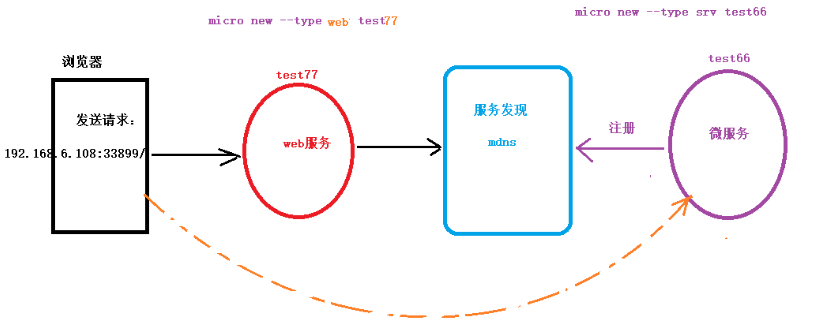 micro new --type web test77
micro new --type srv test66
浏览器
test77
test66
发送请求:
192.168.6.108:33899/
web服务
服务发现
mdns
注册
微服务